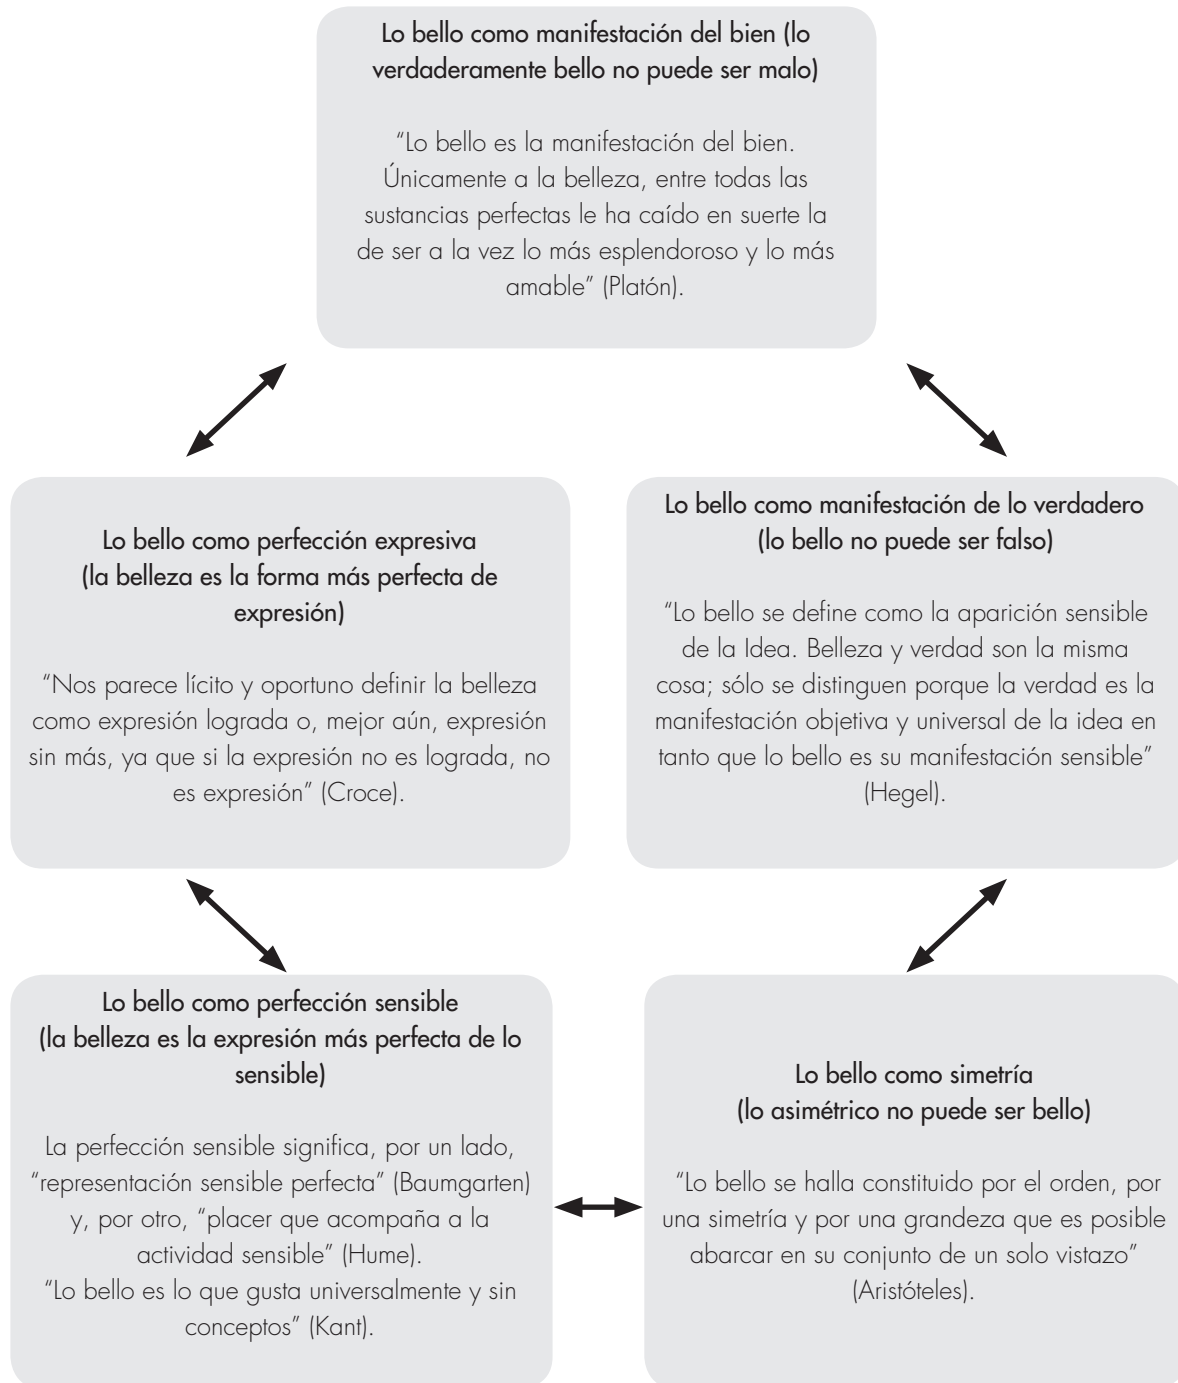 Lo bello como manifestación del bien (lo
verdaderamente bello no puede ser malo)
“Lo bello es la manifestación del bien.
Únicamente a la belleza, entre todas las
sustancias perfectas le ha caído en suerte la
de ser a la vez lo más esplendoroso y lo más
amable” (Platón).
Lo bello como perfección expresiva
(la belleza es la forma más perfecta de
expresión)
“Nos parece lícito y oportuno definir la belleza
como expresión lograda o, mejor aún, expresión
sin más, ya que si la expresión no es lograda, no
es expresión” (Croce).
Lo bello como manifestación de lo verdadero
(lo bello no puede ser falso)
“Lo bello se define como la aparición sensible
de la Idea. Belleza y verdad son la misma
cosa; sólo se distinguen porque la verdad es la
manifestación objetiva y universal de la idea en
tanto que lo bello es su manifestación sensible”
(Hegel).
Lo bello como perfección sensible
(la belleza es la expresión más perfecta de lo
sensible)
La perfección sensible significa, por un lado,
“representación sensible perfecta” (Baumgarten)
y, por otro, “placer que acompaña a la
actividad sensible” (Hume).
“Lo bello es lo que gusta universalmente y sin
conceptos” (Kant).
Lo bello como simetría
(lo asimétrico no puede ser bello)
“Lo bello se halla constituido por el orden, por
una simetría y por una grandeza que es posible
abarcar en su conjunto de un solo vistazo”
(Aristóteles).